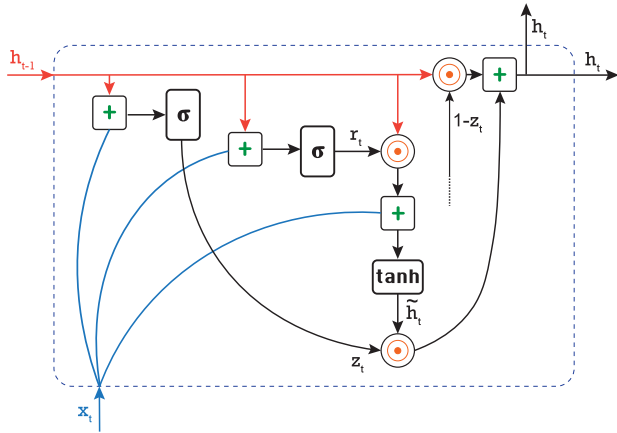 h_t
h_{t-1}
h_t
+
+
σ
1-z_t
+
σ
r_t
+
tanh
h̃_t
z_t
x_t